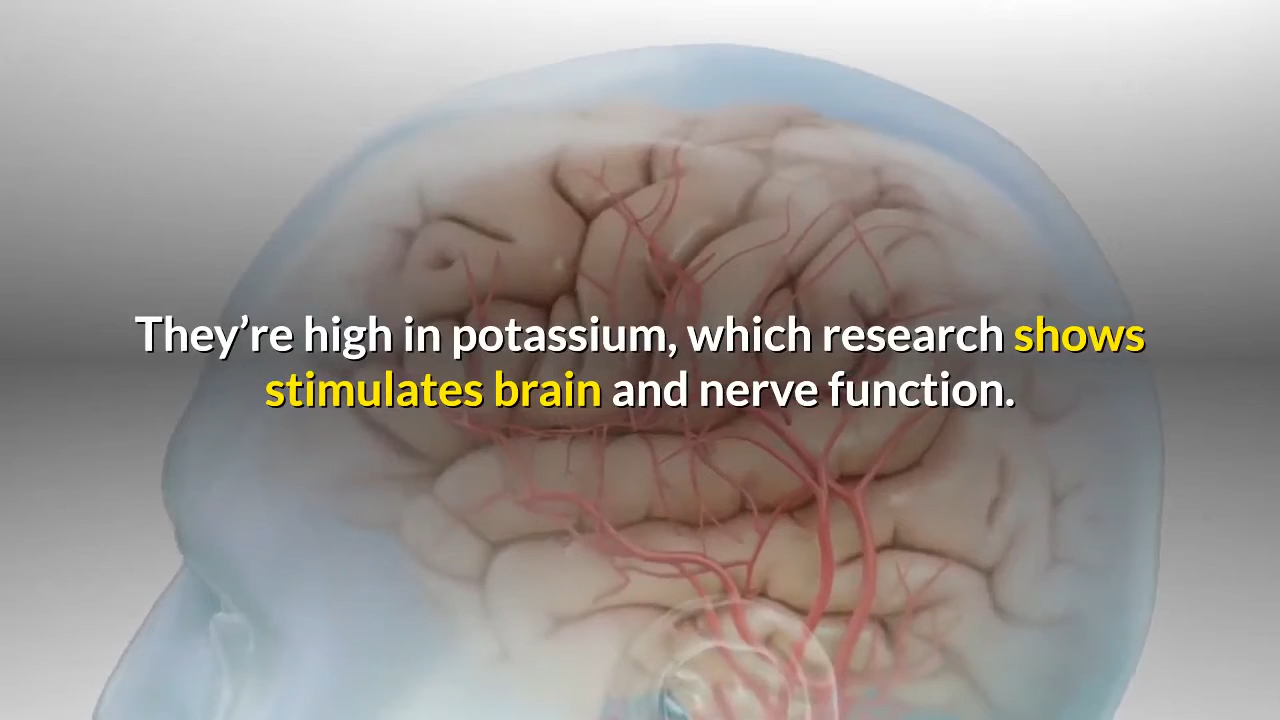 They’re high in potassium, which research shows
stimulates brain and nerve function.